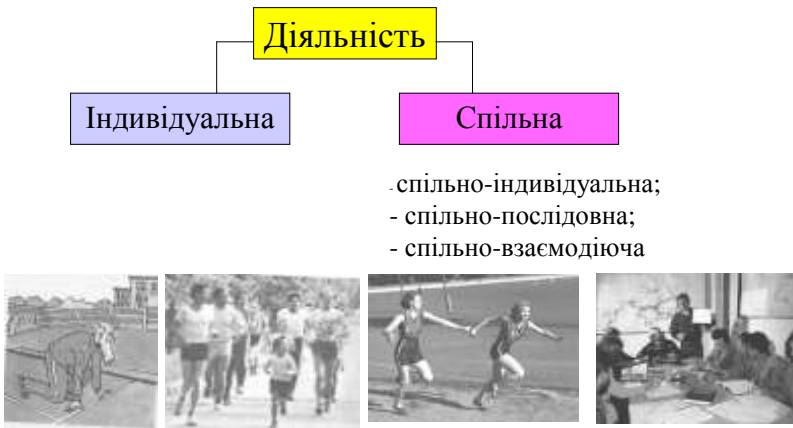 Діяльність
Індивідуальна
Спільна
- спільно-індивідуальна;
- спільно-послідовна;
- спільно-взаємодіюча